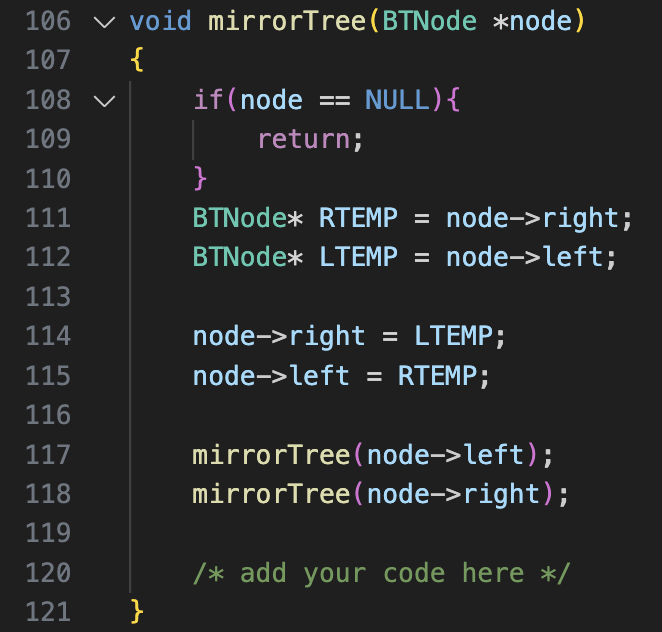 106 void mirrorTree(BTNode *node)
107 {
108     if(node == NULL){
109         return;
110     }
111     BTNode* RTEMP = node->right;
112     BTNode* LTEMP = node->left;
113
114     node->right = LTEMP;
115     node->left = RTEMP;
116
117     mirrorTree(node->left);
118     mirrorTree(node->right);
119
120     /* add your code here */
121 }